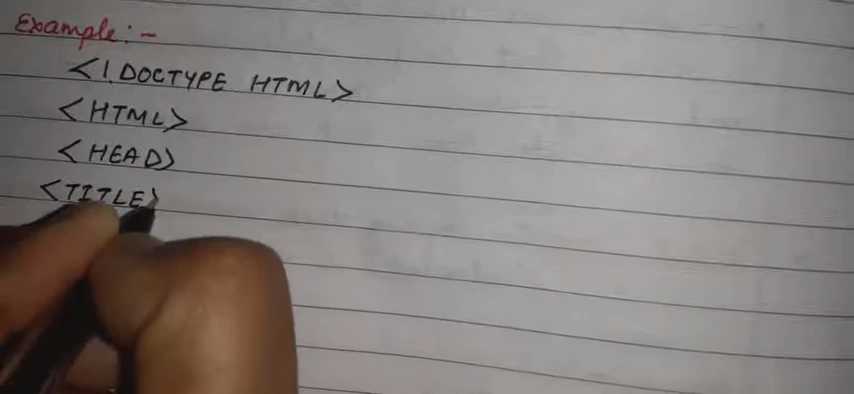 Example:-
<!DOCTYPE HTML>
<HTML>
<HEAD>
<TITLE>